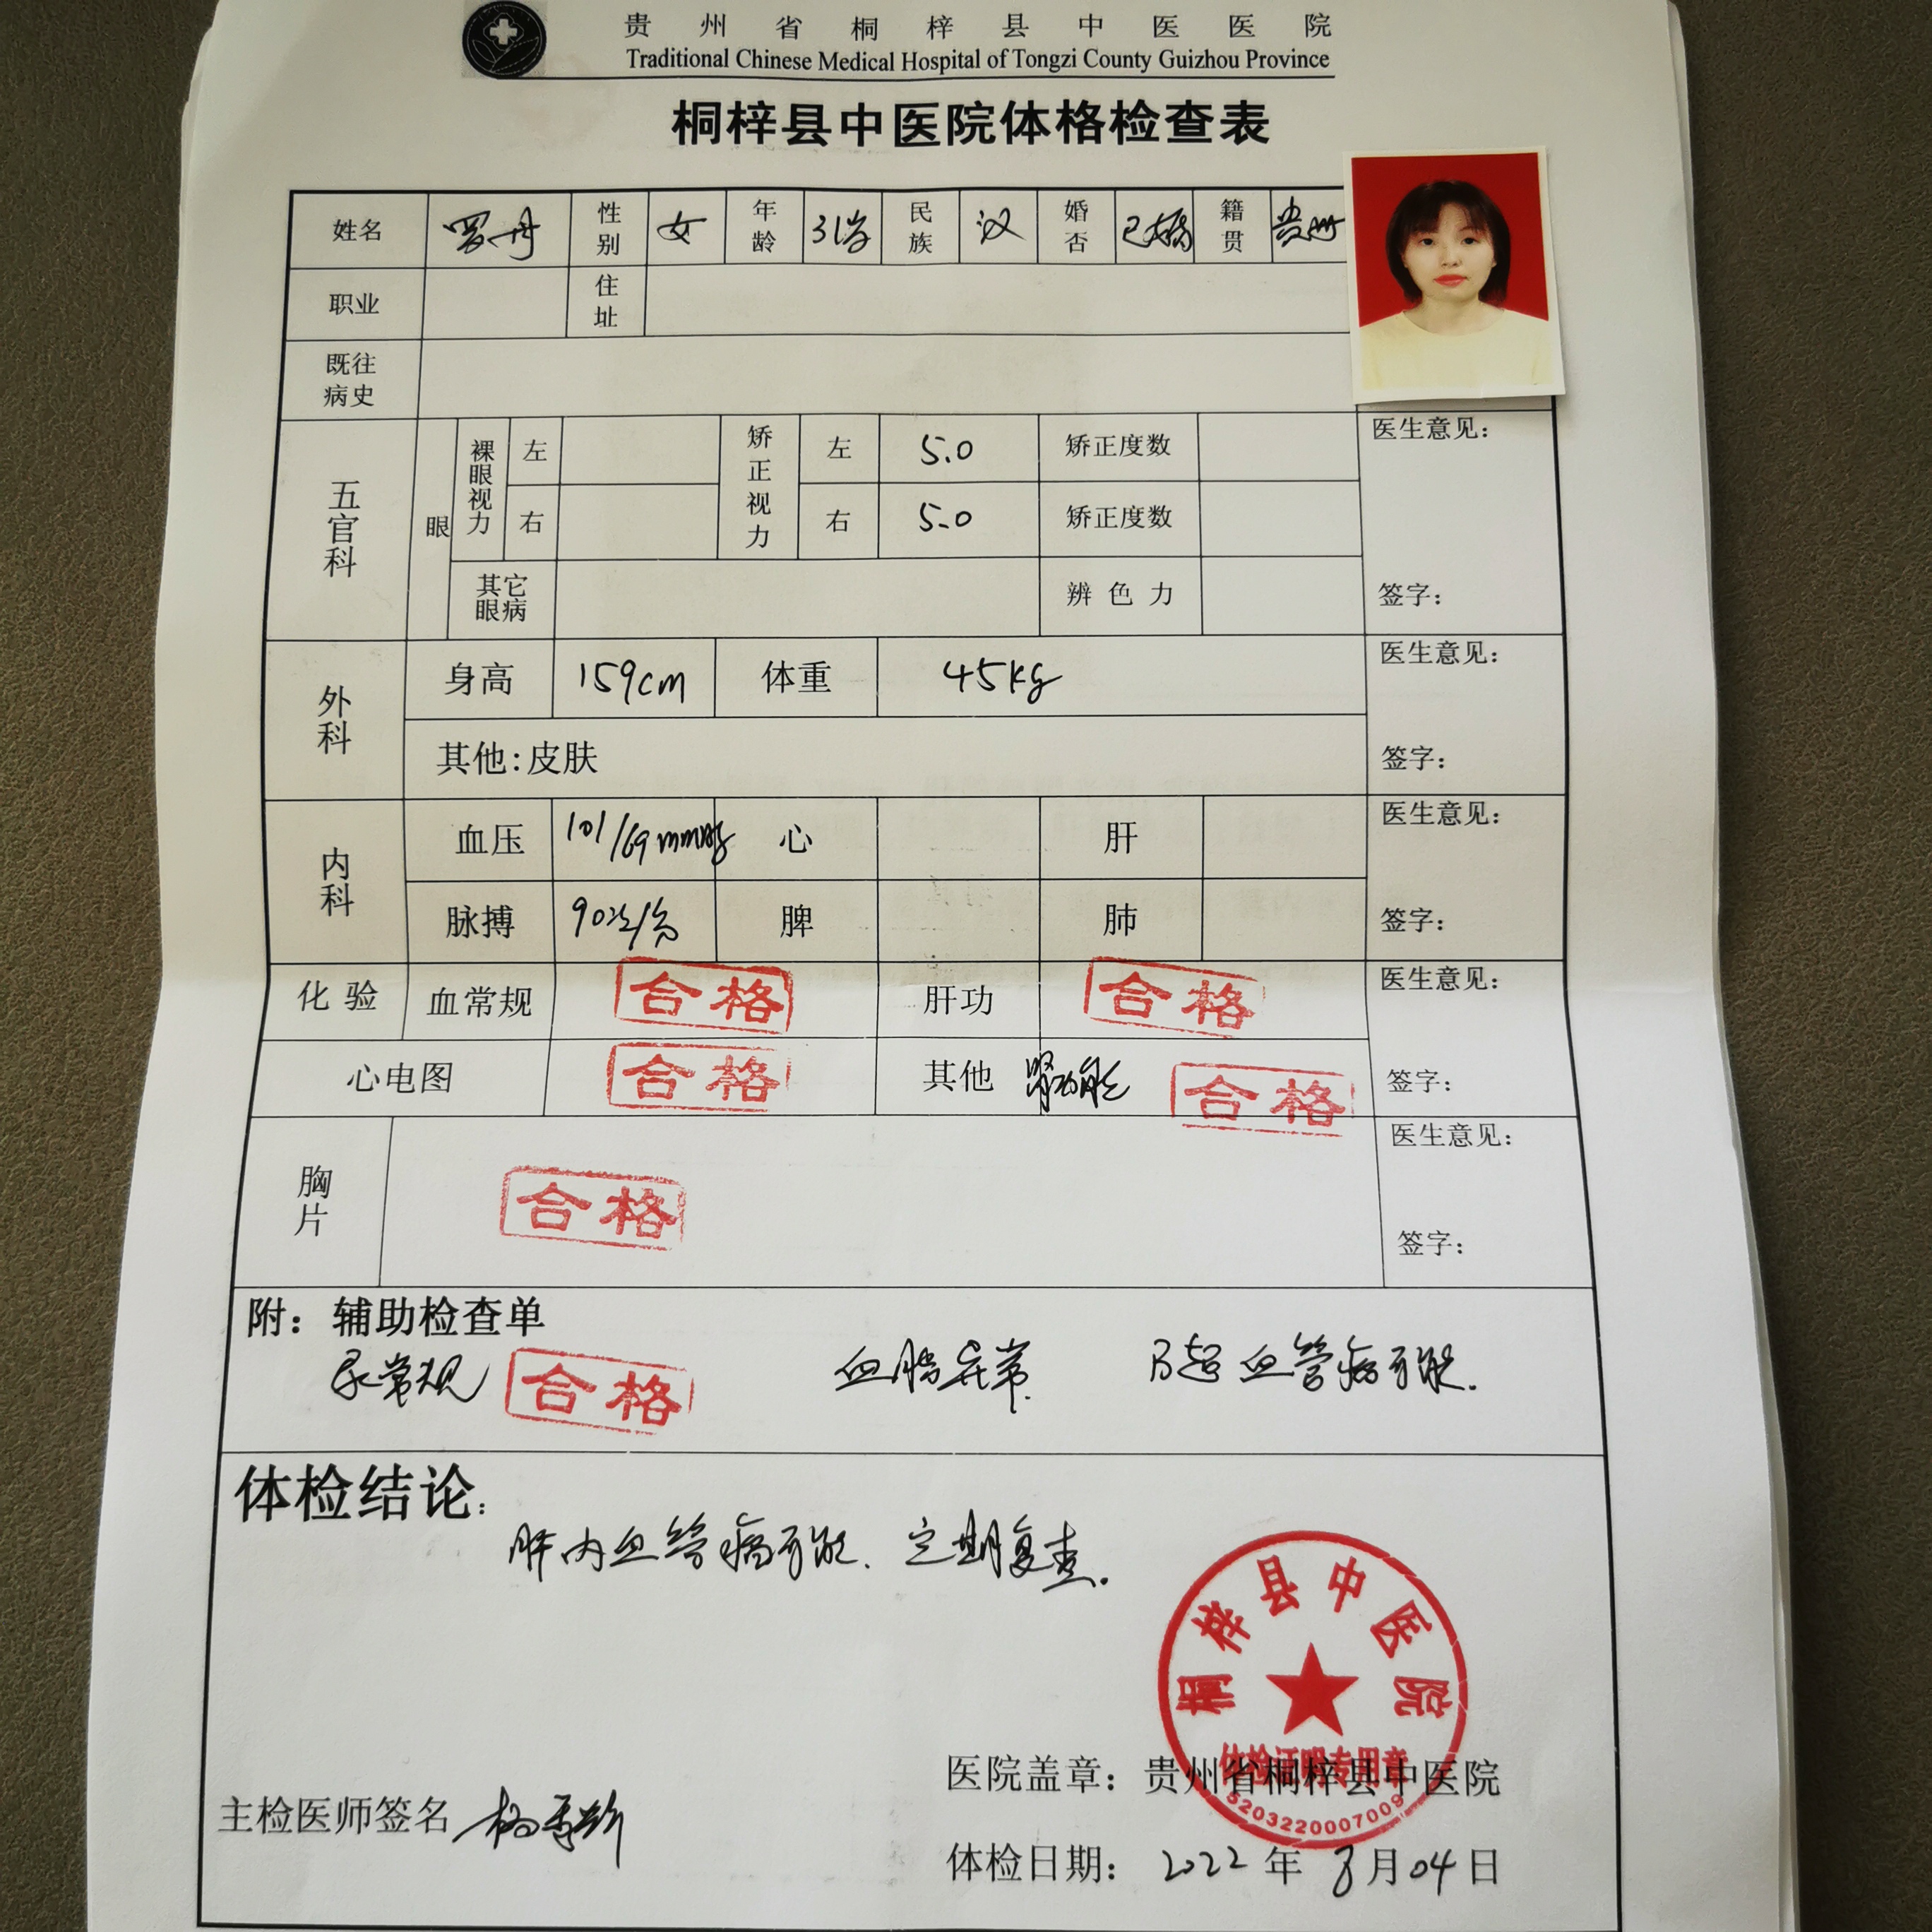 贵州省桐梓县中医医院
Traditional Chinese Medical Hospital of Tongzi County Guizhou Province
桐梓县中医院体格检查表
姓名 罗丹 性别 女 年龄 31岁 民族 汉 婚否 已婚 籍贯 贵州
职业 住址
既往病史
五官科 眼 裸眼视力 左 矫正视力 左 5.0 矫正度数 医生意见：
右 右 5.0 矫正度数
其它眼病 辨色力 签字：
外科 身高 159cm 体重 45kg 医生意见：
其他：皮肤 签字：
内科 血压 101/69mmHg 心 肝 医生意见：
脉搏 90次/分 脾 肺 签字：
化验 血常规 合格 肝功 合格 医生意见：
心电图 合格 其他 肾功能 合格 签字：
胸片 合格 医生意见：
签字：
附：辅助检查单
尿常规 合格 血脂异常. B超 血管瘤可能.
体检结论：
肝内血管瘤可能. 定期复查.
桐梓县中医院
体检证明专用章
5203220007009
医院盖章：贵州省桐梓县中医院
主检医师签名
体检日期：2022年8月04日